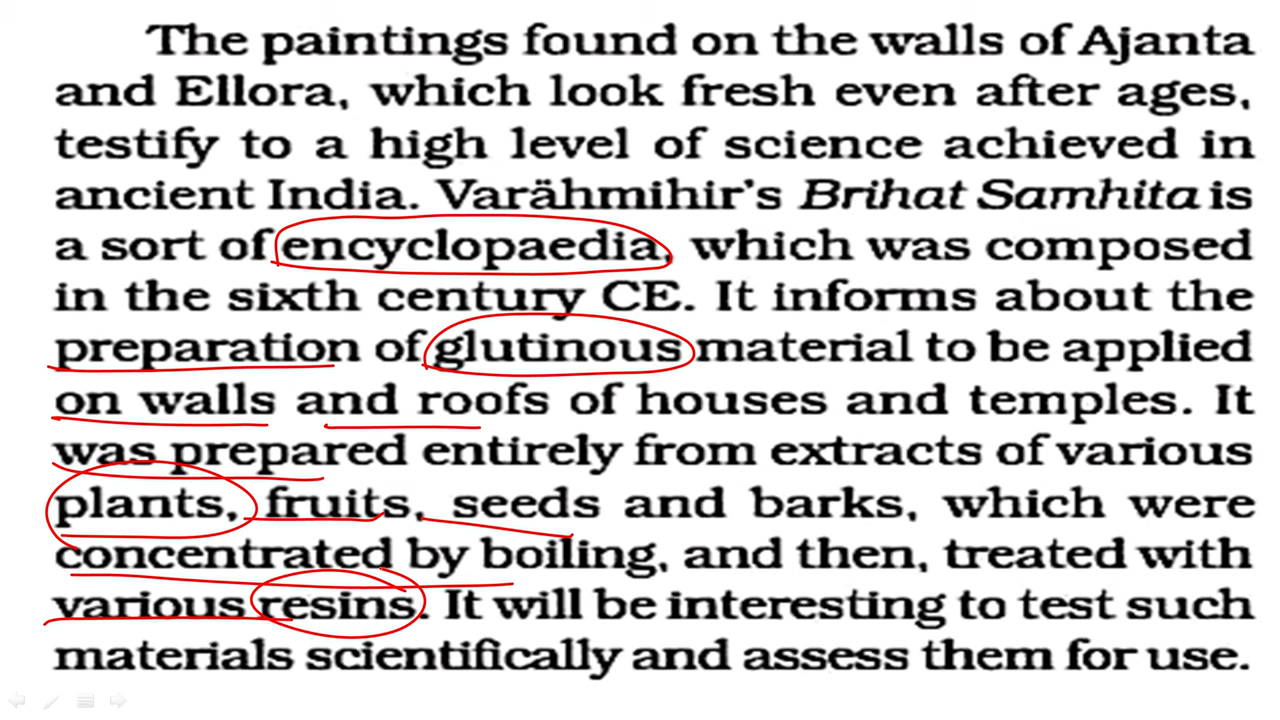 The paintings found on the walls of Ajanta
and Ellora, which look fresh even after ages,
testify to a high level of science achieved in
ancient India. Varähmihir's Brihat Samhita is
a sort of encyclopaedia, which was composed
in the sixth century CE. It informs about the
preparation of glutinous material to be applied
on walls and roofs of houses and temples. It
was prepared entirely from extracts of various
plants, fruits, seeds and barks, which were
concentrated by boiling, and then, treated with
various resins. It will be interesting to test such
materials scientifically and assess them for use.